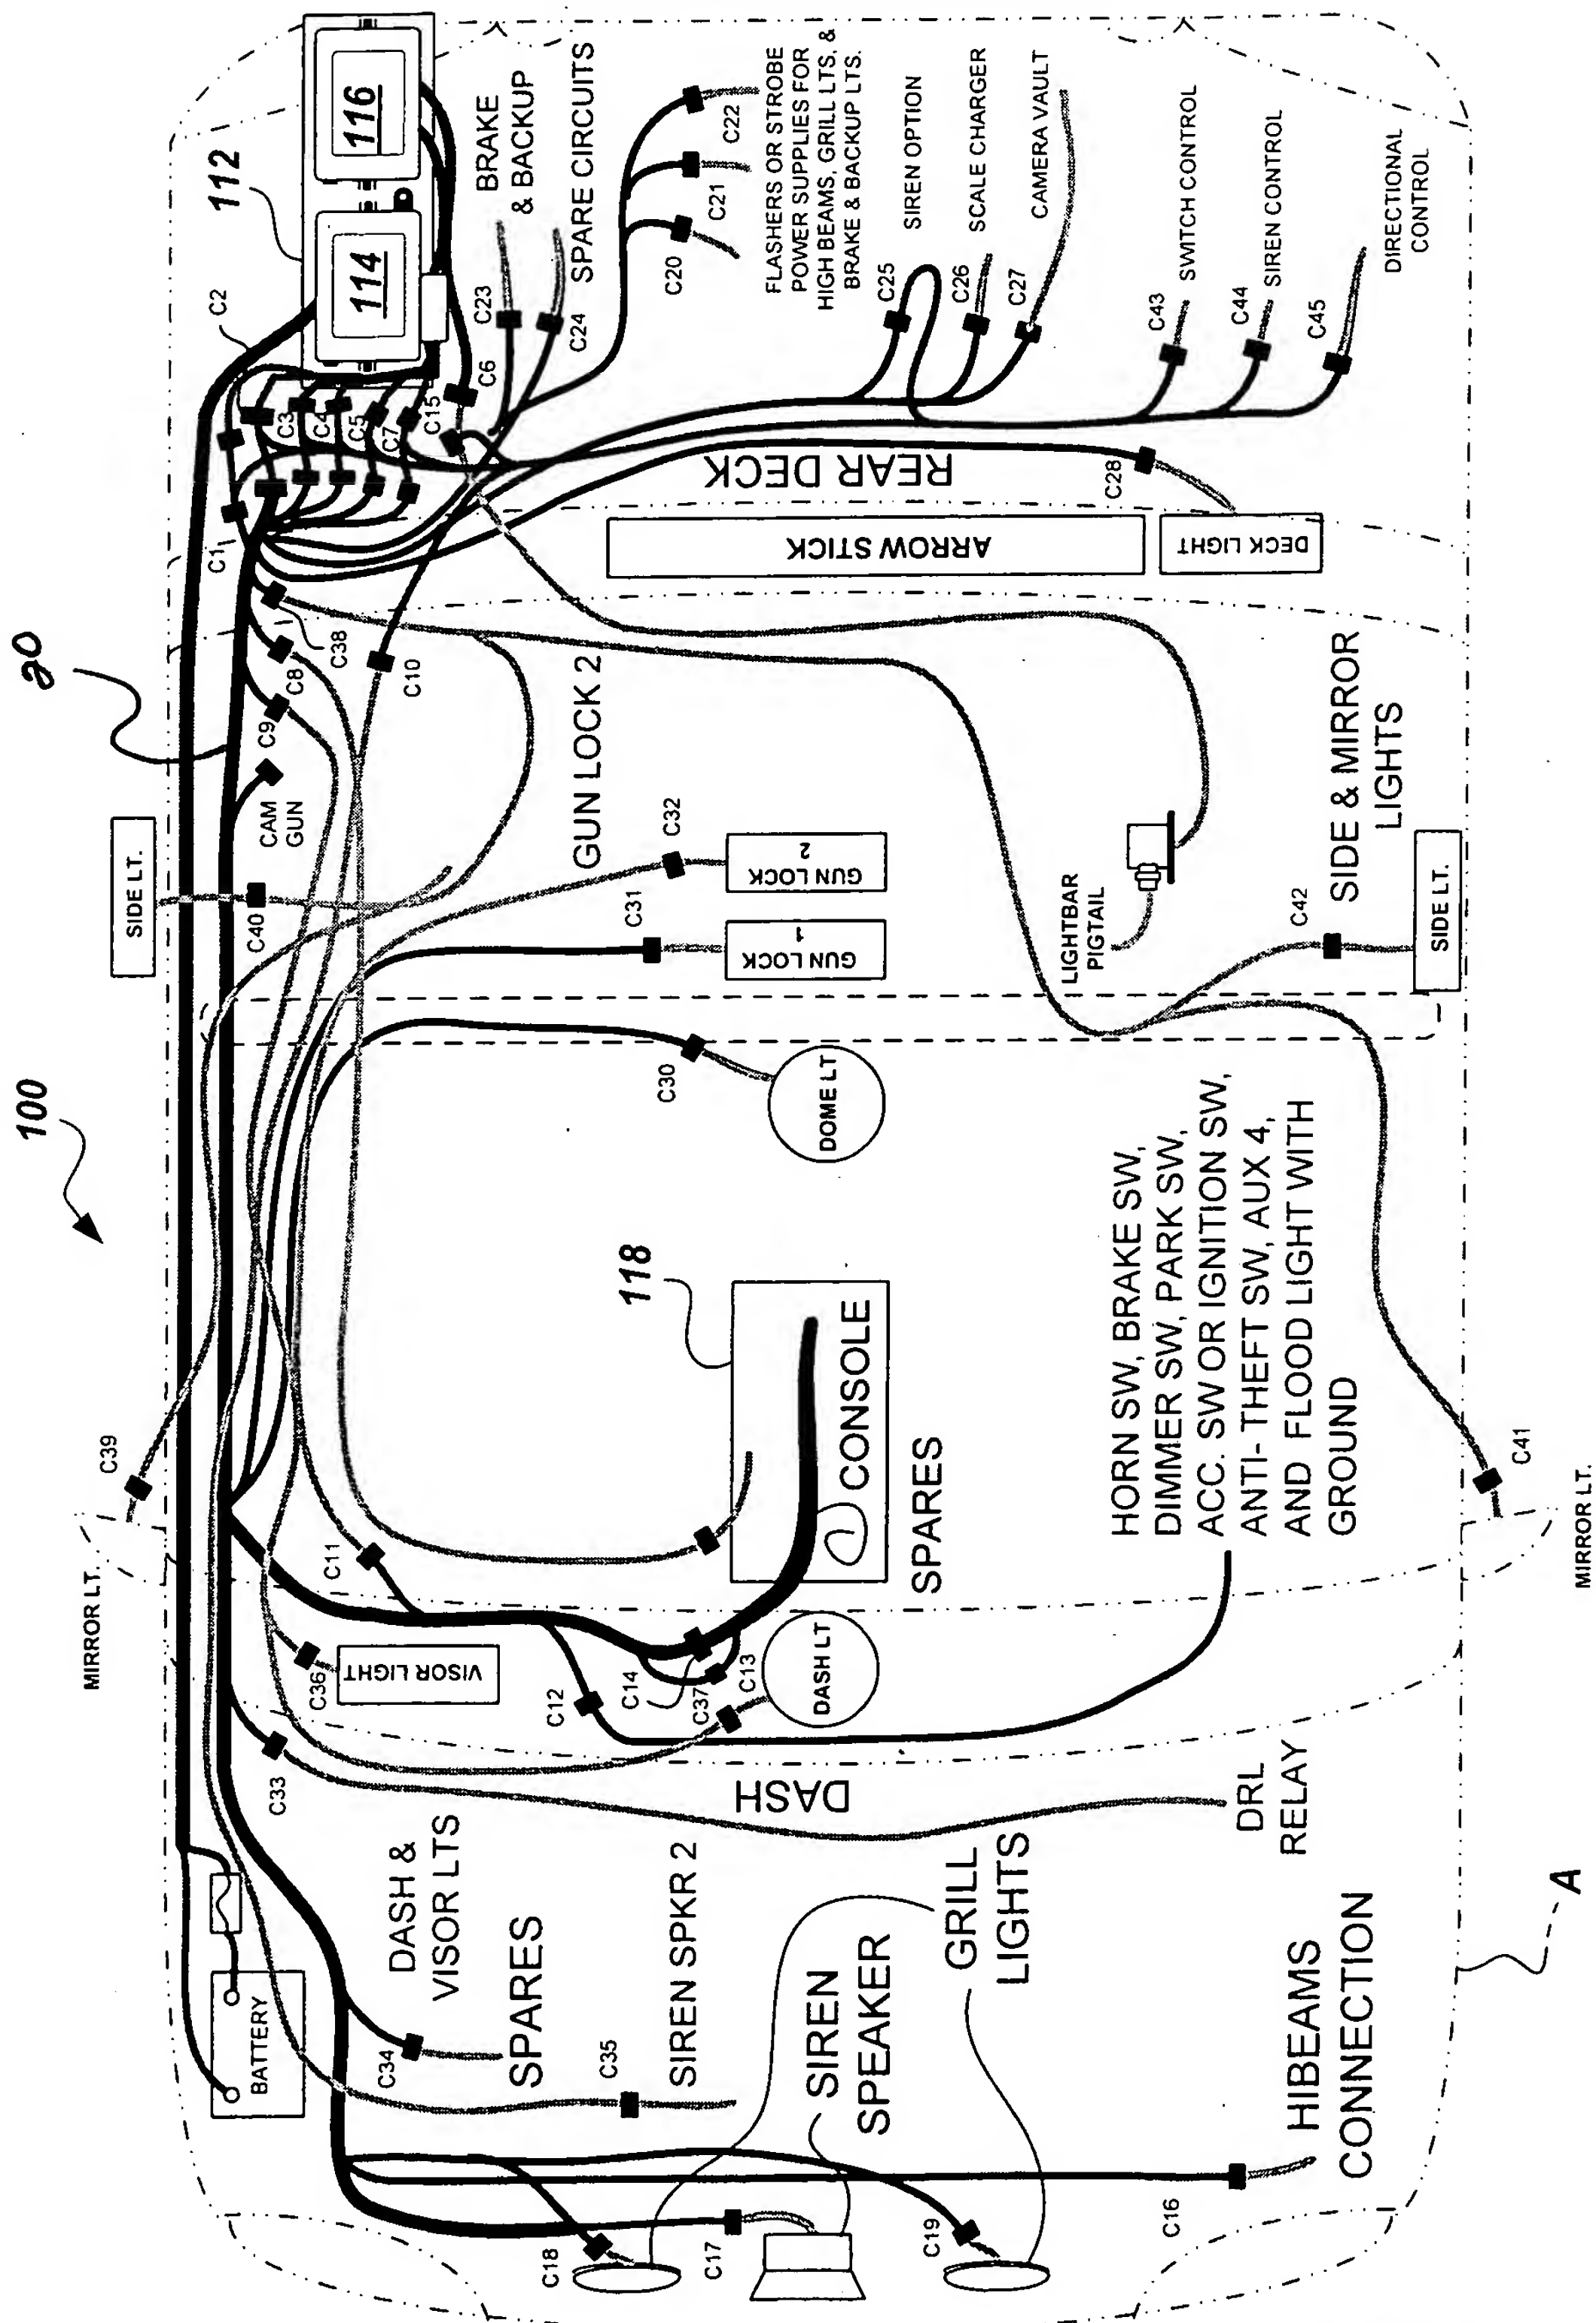 100
20
112
114
116
C2
C1
C3
C4
C5
C7
C15
C6
C23
C24
BRAKE
& BACKUP
SPARE CIRCUITS
C20
C21
C22
FLASHERS OR STROBE
POWER SUPPLIES FOR
HIGH BEAMS, GRILL LTS, &
BRAKE & BACKUP LTS.
C25
SIREN OPTION
C26
SCALE CHARGER
C27
CAMERA VAULT
C43
SWITCH CONTROL
C44
SIREN CONTROL
C45
DIRECTIONAL
CONTROL
REAR DECK
C28
ARROW STICK
DECK LIGHT
C38
C8
C9
C10
CAM
GUN
SIDE LT.
C40
GUN LOCK 2
C32
GUN LOCK
2
C31
GUN LOCK
1
LIGHTBAR
PIGTAIL
SIDE & MIRROR
LIGHTS
C42
SIDE LT.
C30
DOME LT
118
CONSOLE
SPARES
HORN SW, BRAKE SW,
DIMMER SW, PARK SW,
ACC. SW OR IGNITION SW,
ANTI- THEFT SW, AUX 4,
AND FLOOD LIGHT WITH
GROUND
C39
MIRROR LT.
C41
MIRROR LT.
C11
C36
VISOR LIGHT
C12
C14
C37
C13
DASH LT
C33
DASH
DRL
RELAY
BATTERY
DASH &
VISOR LTS
SPARES
C34
C35
SIREN SPKR 2
SIREN
SPEAKER
GRILL
LIGHTS
HIBEAMS
CONNECTION
C18
C17
C19
C16
A